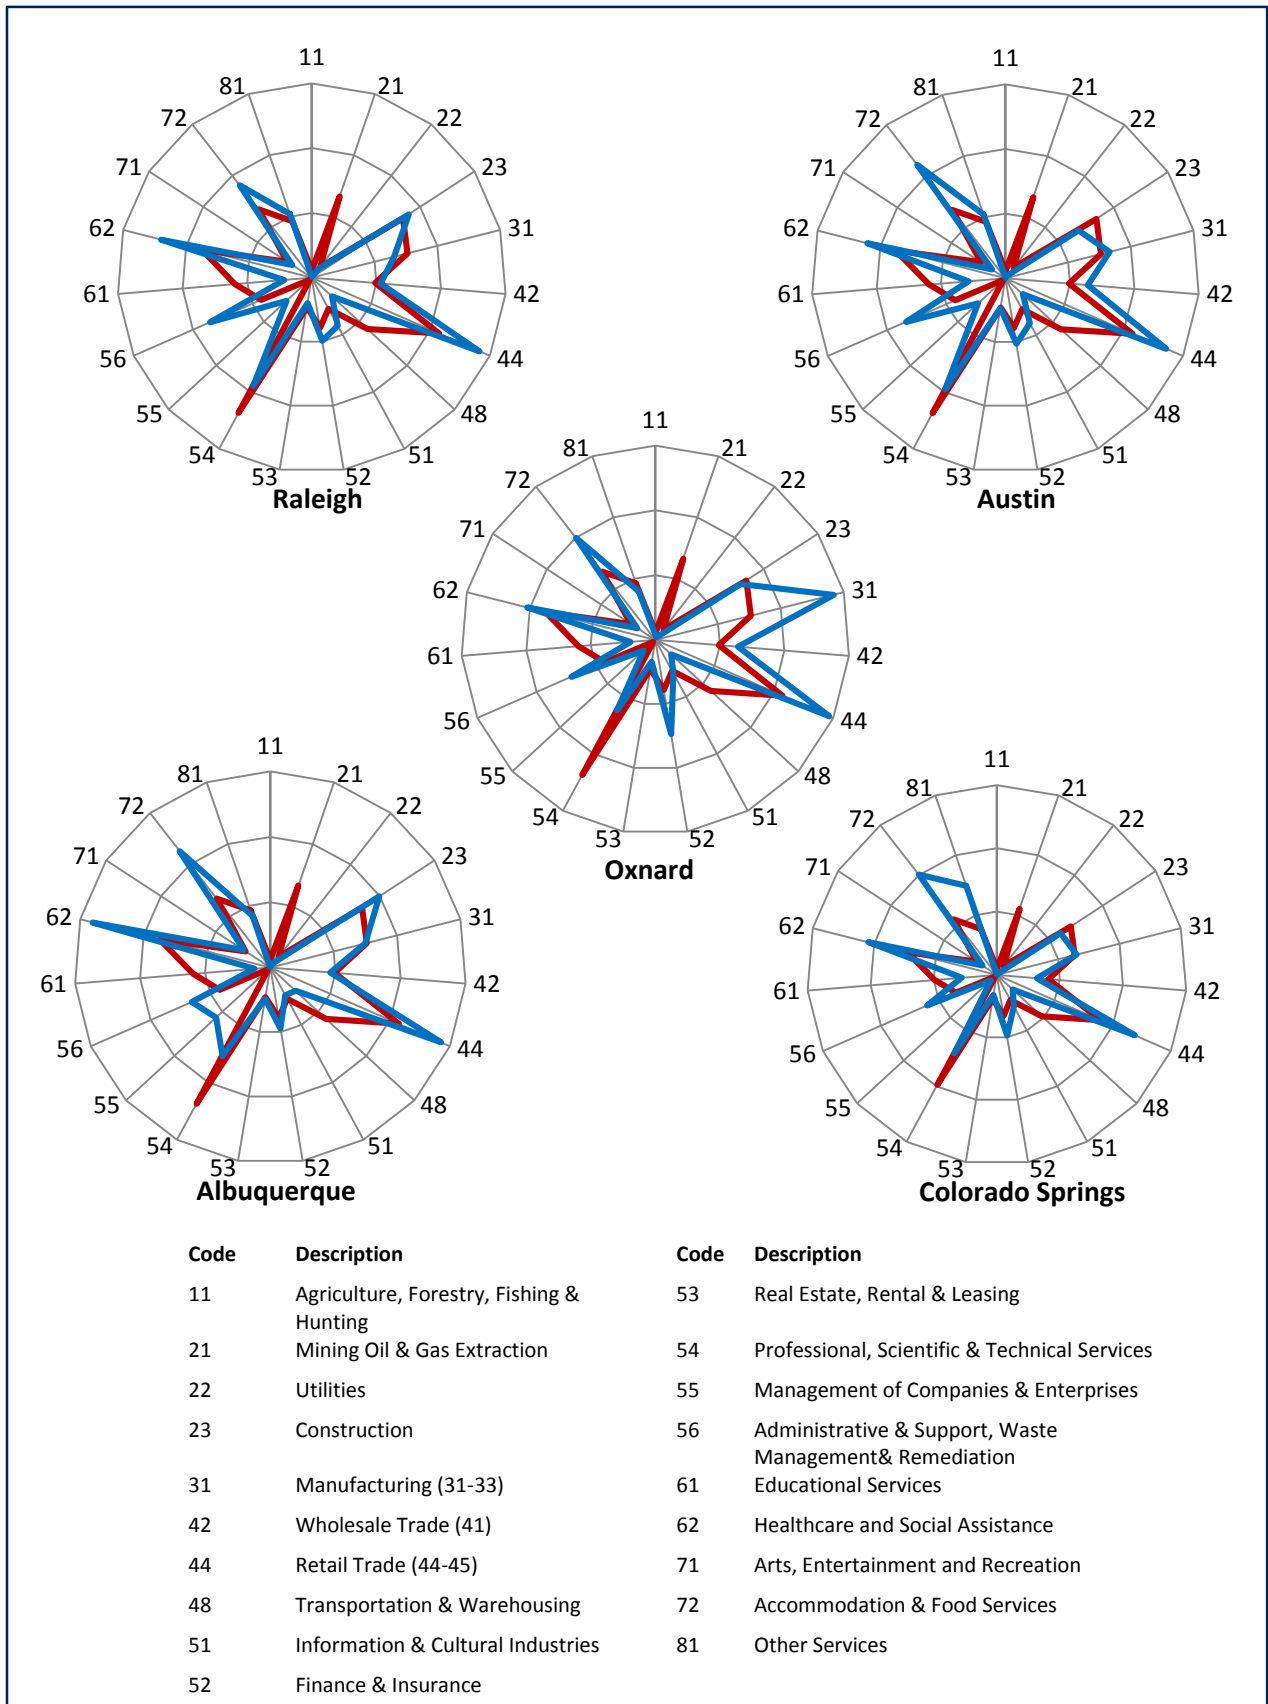 11
81 21
72 22
71 23
62 31
61 42
56 44
55 48
54 51
53 52
Raleigh
11
81 21
72 22
71 23
62 31
61 42
56 44
55 48
54 51
53 52
Austin
11
81 21
72 22
71 23
62 31
61 42
56 44
55 48
54 51
53 52
Oxnard
11
81 21
72 22
71 23
62 31
61 42
56 44
55 48
54 51
53 52
Albuquerque
11
81 21
72 22
71 23
62 31
61 42
56 44
55 48
54 51
53 52
Colorado Springs
Code Description Code Description
11 Agriculture, Forestry, Fishing & 53 Real Estate, Rental & Leasing
Hunting
21 Mining Oil & Gas Extraction 54 Professional, Scientific & Technical Services
22 Utilities 55 Management of Companies & Enterprises
23 Construction 56 Administrative & Support, Waste
Management& Remediation
31 Manufacturing (31-33) 61 Educational Services
42 Wholesale Trade (41) 62 Healthcare and Social Assistance
44 Retail Trade (44-45) 71 Arts, Entertainment and Recreation
48 Transportation & Warehousing 72 Accommodation & Food Services
51 Information & Cultural Industries 81 Other Services
52 Finance & Insurance